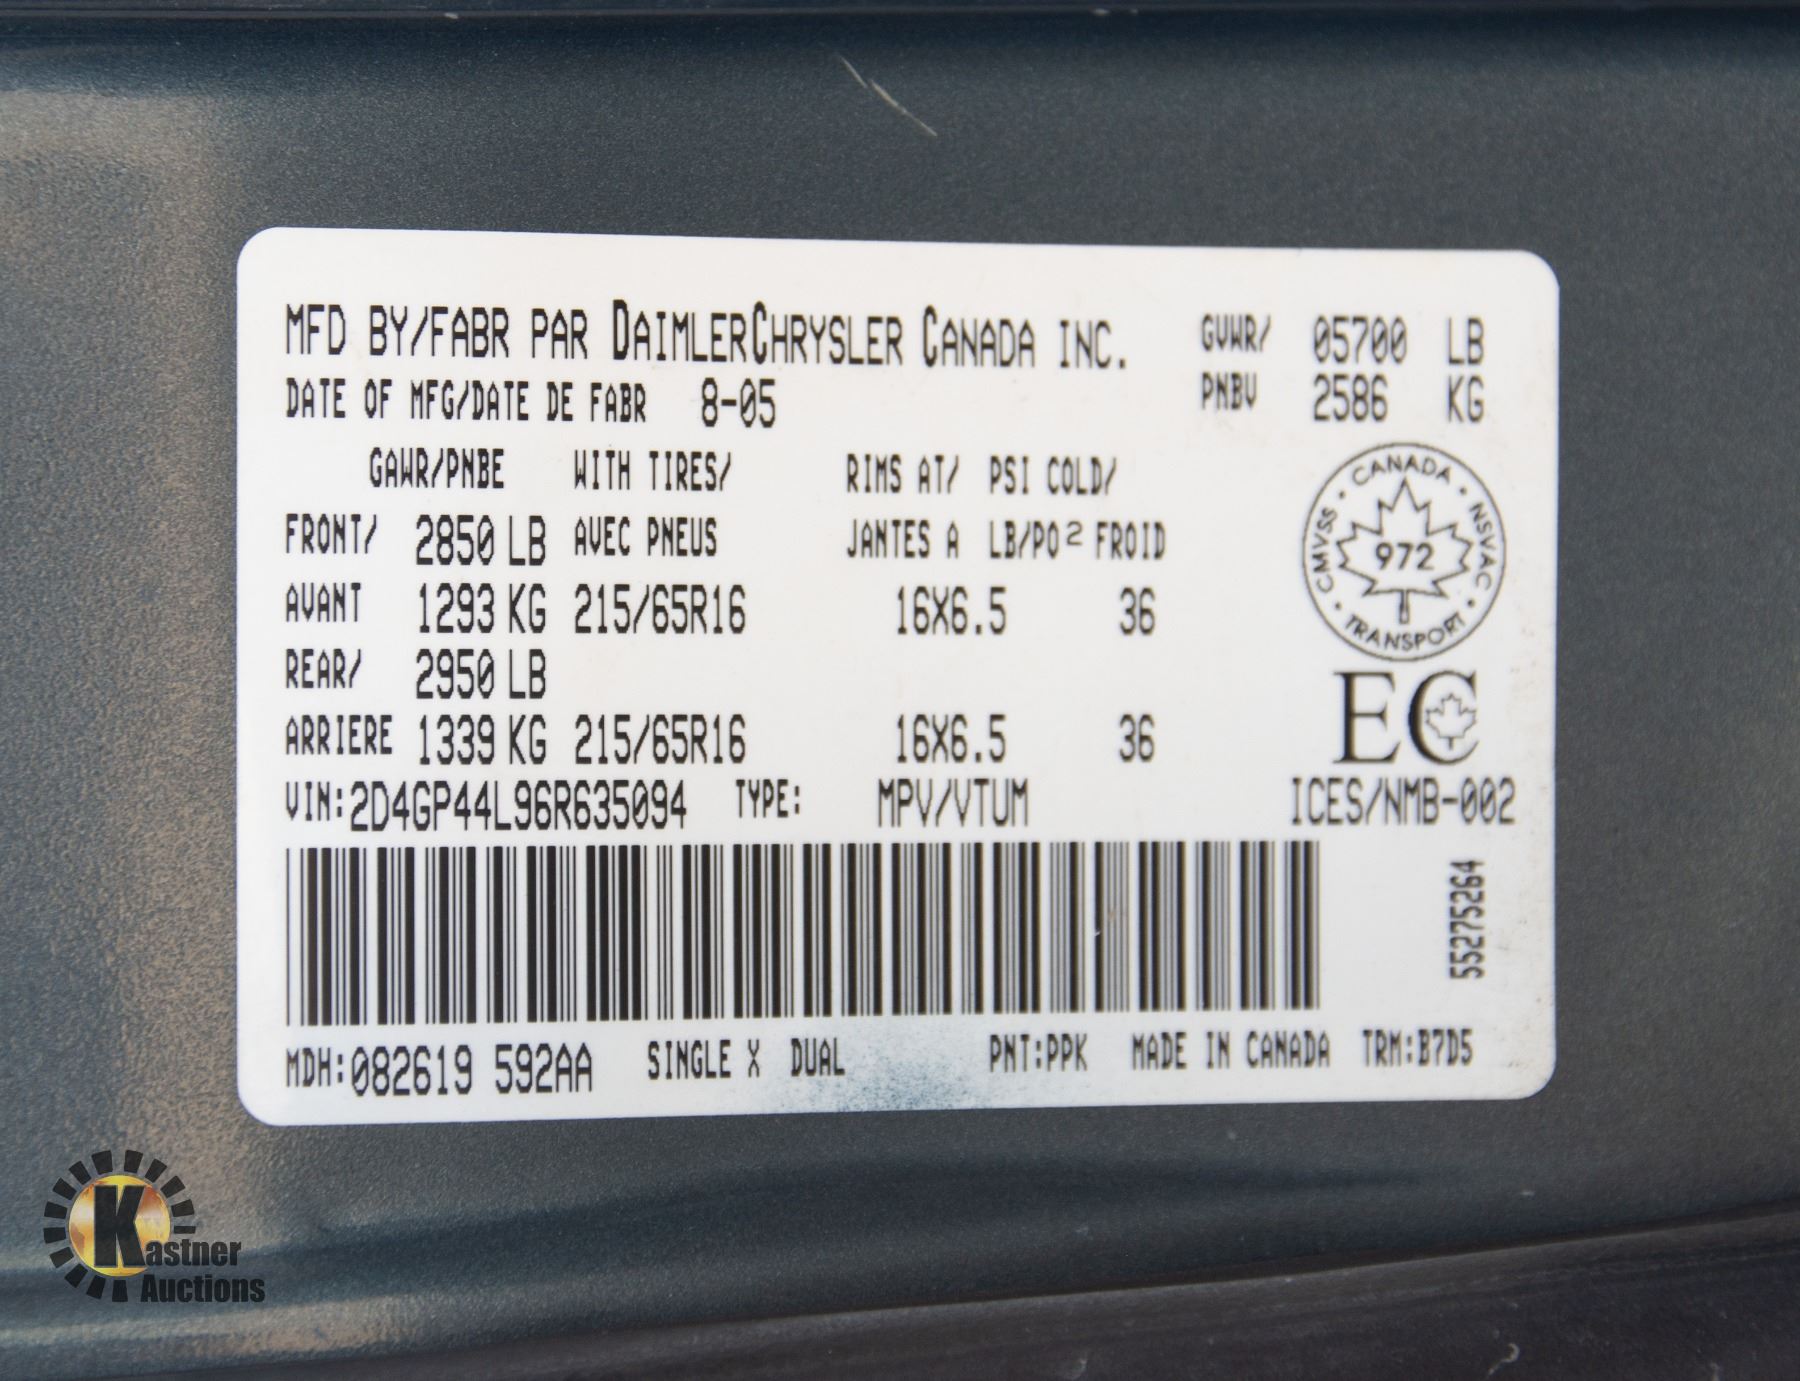 MFD BY/FABR PAR DAIMLERCHRYSLER CANADA INC. GVWR/ 05700 LB
DATE OF MFG/DATE DE FABR 8-05 PNBV 2586 KG
GAWR/PNBE WITH TIRES/ RIMS AT/ PSI COLD/
FRONT/ 2850 LB AVEC PNEUS JANTES A LB/PO² FROID
AVANT 1293 KG 215/65R16 16X6.5 36
REAR/ 2950 LB
ARRIERE 1339 KG 215/65R16 16X6.5 36
CANADA · NSVAC · TRANSPORT · CMVSS ·
972
EC
VIN:2D4GP44L96R635094 TYPE: MPV/VTUM ICES/NMB-002
55275264
MDH:082619 592AA SINGLE X DUAL PNT:PPK MADE IN CANADA TRM:B7D5
Kastner
Auctions